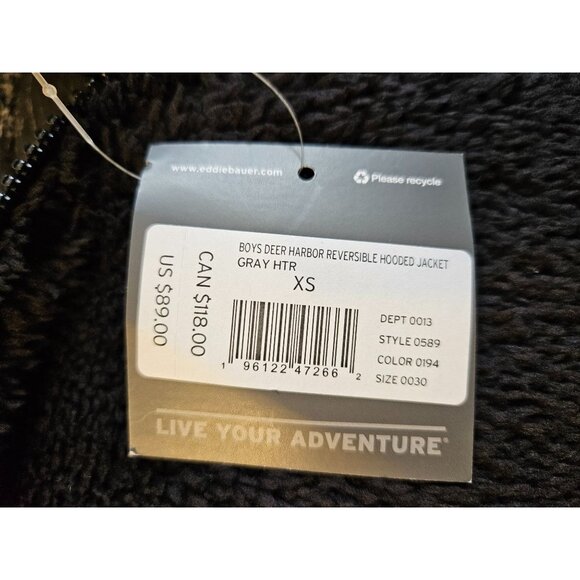 www.eddiebauer.com
Please recycle
BOYS DEER HARBOR REVERSIBLE HOODED JACKET
GRAY HTR
XS
CAN $118.00
US $89.00
DEPT 0013
STYLE 0589
COLOR 0194
SIZE 0030
1 96122 47266 2
LIVE YOUR ADVENTURE®